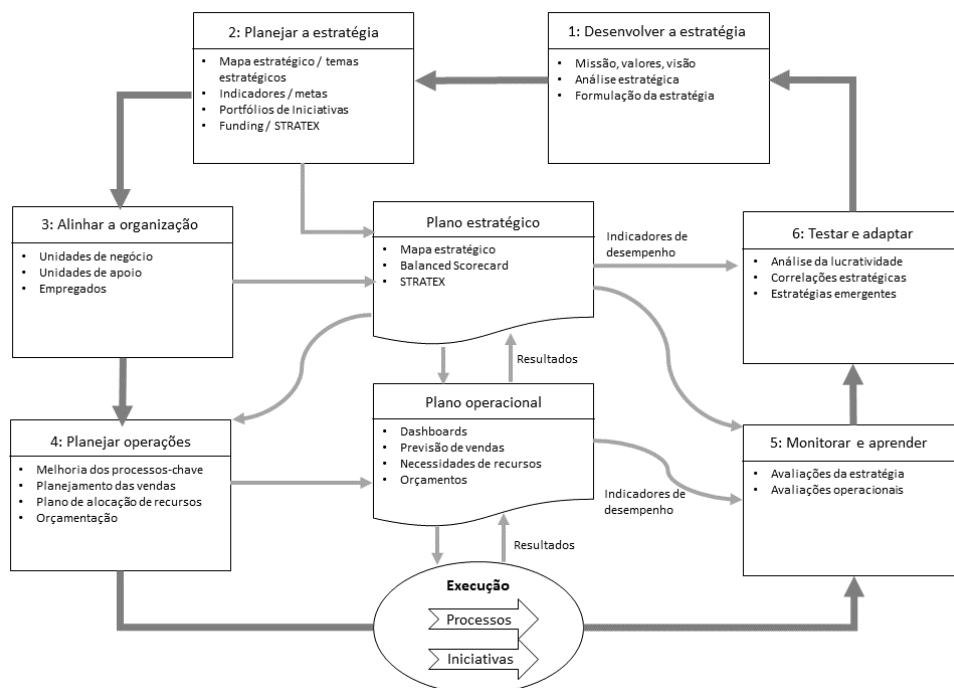 2: Planejar a estratégia
• Mapa estratégico / temas
estratégicos
• Indicadores / metas
• Portfólios de Iniciativas
• Funding / STRATEX
1: Desenvolver a estratégia
• Missão, valores, visão
• Análise estratégica
• Formulação da estratégia
3: Alinhar a organização
• Unidades de negócio
• Unidades de apoio
• Empregados
Plano estratégico
• Mapa estratégico
• Balanced Scorecard
• STRATEX
Indicadores de
desempenho
6: Testar e adaptar
• Análise da lucratividade
• Correlações estratégicas
• Estratégias emergentes
Resultados
4: Planejar operações
• Melhoria dos processos-chave
• Planejamento das vendas
• Plano de alocação de recursos
• Orçamentação
Plano operacional
• Dashboards
• Previsão de vendas
• Necessidades de recursos
• Orçamentos
Indicadores de
desempenho
5: Monitorar e aprender
• Avaliações da estratégia
• Avaliações operacionais
Resultados
Execução
Processos
Iniciativas